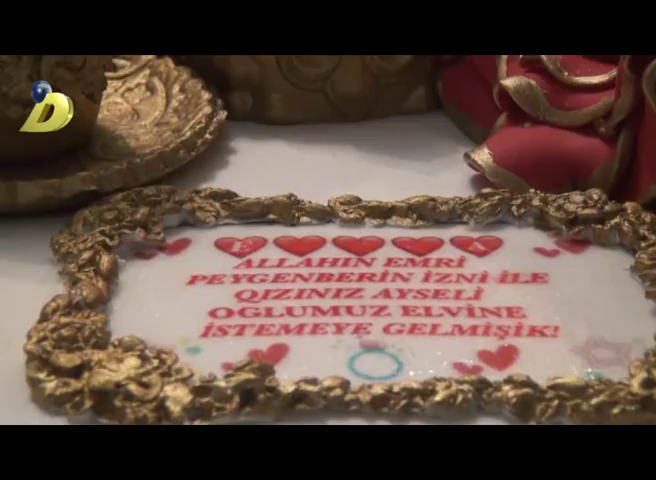 D
E A
ALLAHIN EMRİ
PEYGENBERİN İZNİ İLE
QIZINIZ AYSELİ
OGLUMUZ ELVİNE
İSTEMEYE GELMİŞİK!